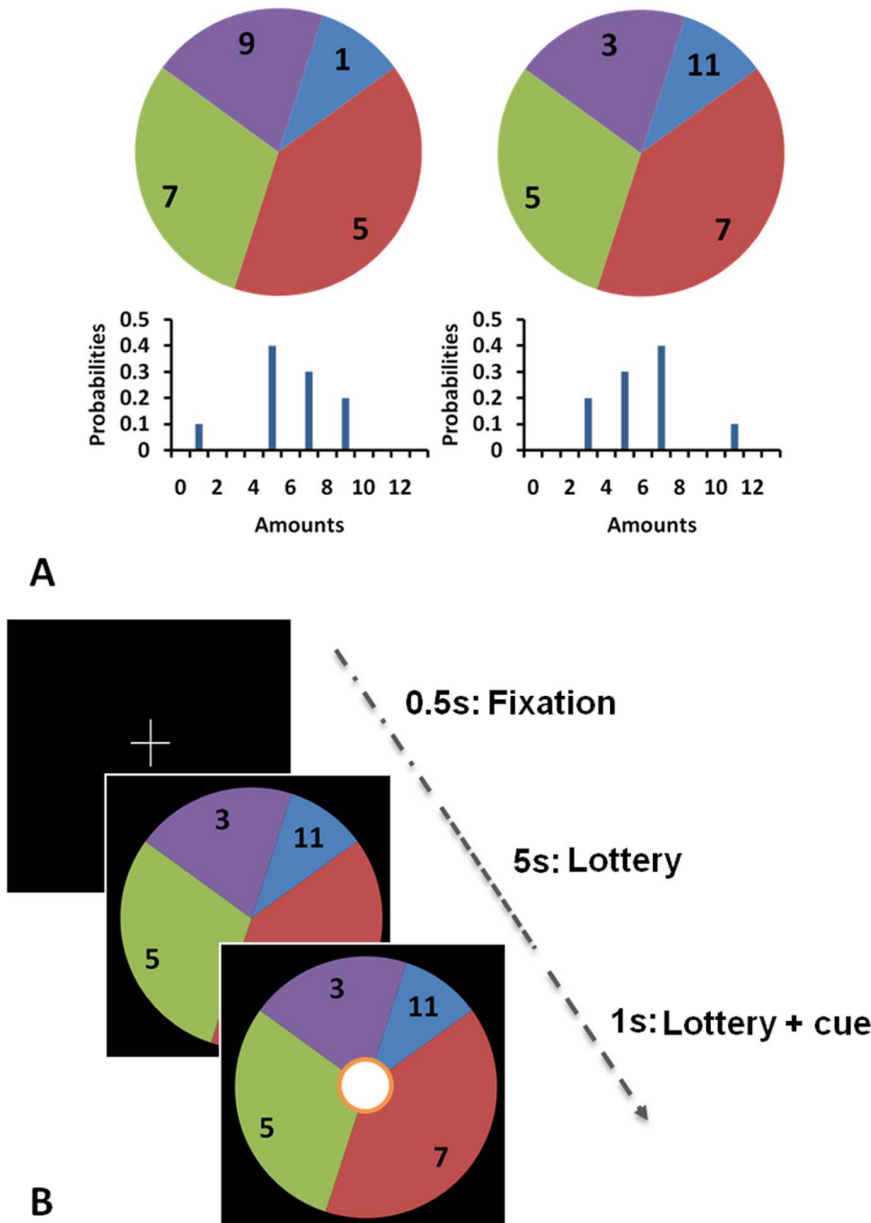 9 1
7 5
3 11
5 7
Probabilities
0.5
0.4
0.3
0.2
0.1
0
0 2 4 6 8 10 12
Amounts
Probabilities
0.5
0.4
0.3
0.2
0.1
0
0 2 4 6 8 10 12
Amounts
A
0.5s: Fixation
3 11
5
5s: Lottery
3 11
5 7
1s: Lottery + cue
B